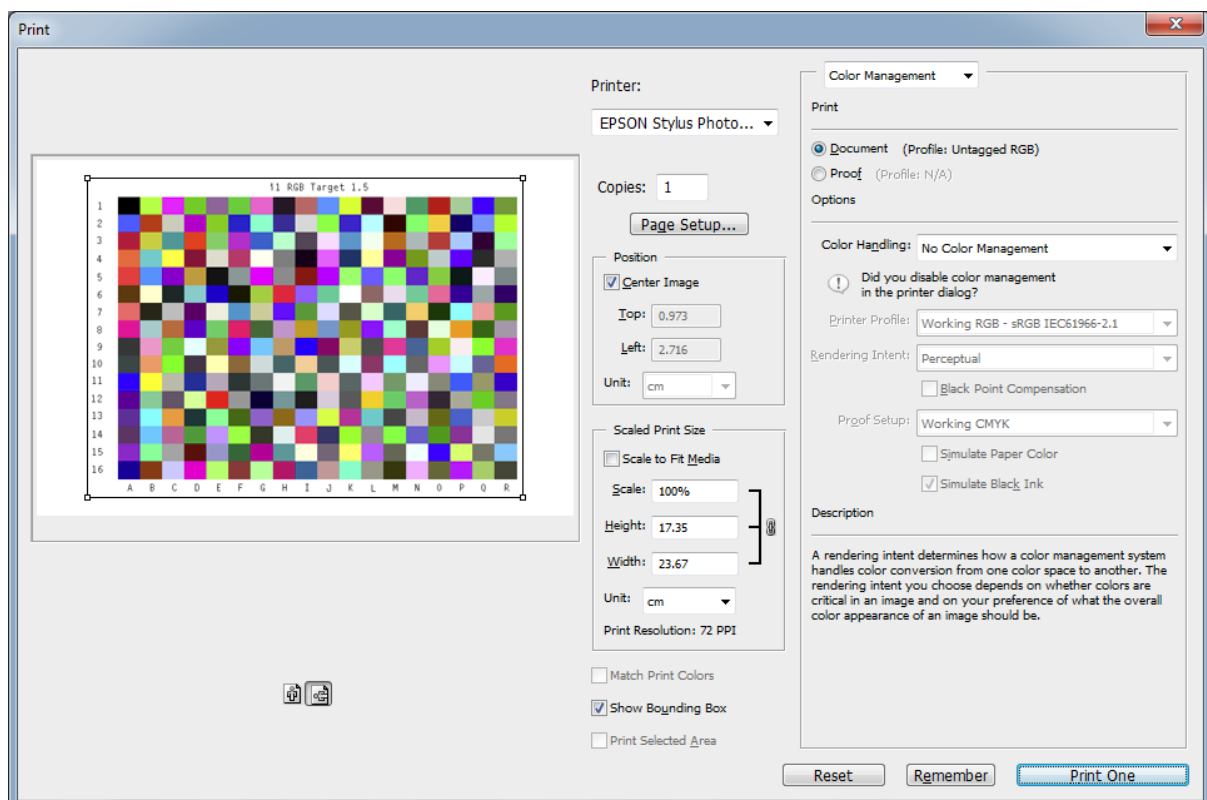 Print
i1 RGB Target 1.5
1
2
3
4
5
6
7
8
9
10
11
12
13
14
15
16
A B C D E F G H I J K L M N O P Q R
Printer:
EPSON Stylus Photo...
Copies: 1
Page Setup...
Position
Center Image
Top: 0.973
Left: 2.716
Unit: cm
Scaled Print Size
Scale to Fit Media
Scale: 100%
Height: 17.35
Width: 23.67
Unit: cm
Print Resolution: 72 PPI
Match Print Colors
Show Bounding Box
Print Selected Area
Color Management
Print
Document (Profile: Untagged RGB)
Proof (Profile: N/A)
Options
Color Handling: No Color Management
Did you disable color management
in the printer dialog?
Printer Profile: Working RGB - sRGB IEC61966-2.1
Rendering Intent: Perceptual
Black Point Compensation
Proof Setup: Working CMYK
Simulate Paper Color
Simulate Black Ink
Description
A rendering intent determines how a color management system
handles color conversion from one color space to another. The
rendering intent you choose depends on whether colors are
critical in an image and on your preference of what the overall
color appearance of an image should be.
Reset Remember Print One